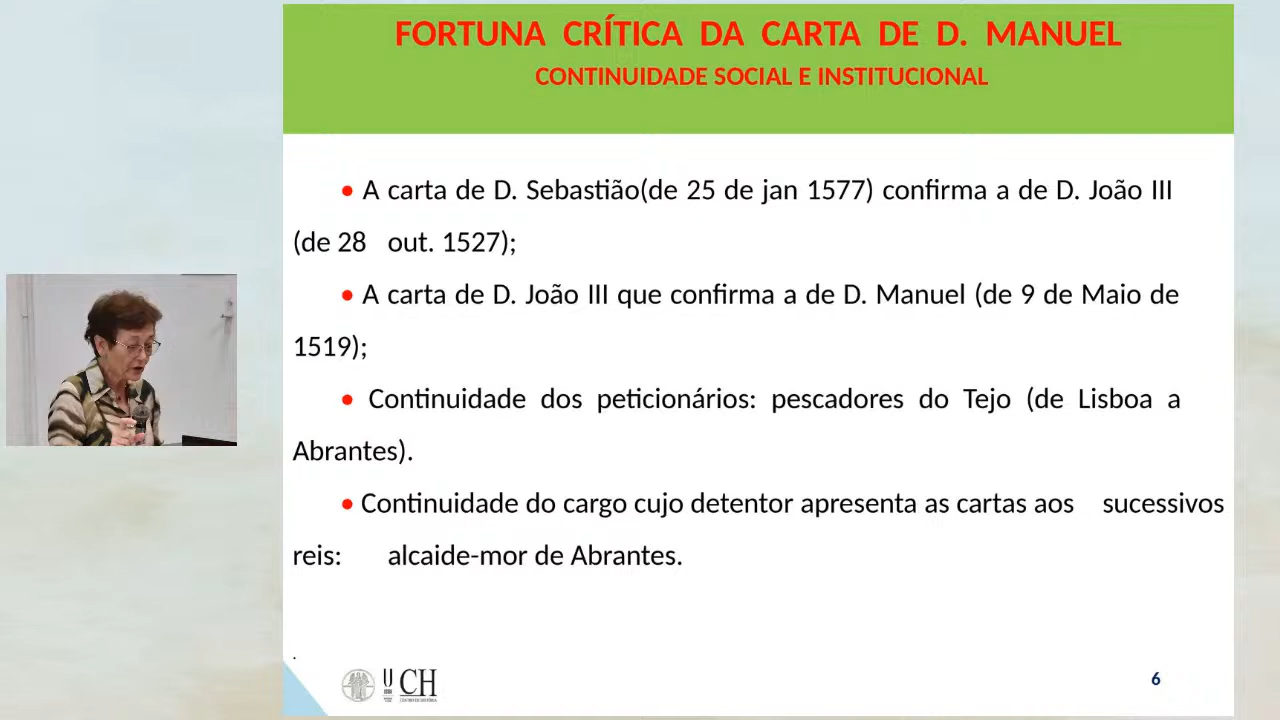 FORTUNA CRÍTICA DA CARTA DE D. MANUEL
CONTINUIDADE SOCIAL E INSTITUCIONAL
• A carta de D. Sebastião(de 25 de jan 1577) confirma a de D. João III
(de 28 out. 1527);
• A carta de D. João III que confirma a de D. Manuel (de 9 de Maio de
1519);
• Continuidade dos peticionários: pescadores do Tejo (de Lisboa a
Abrantes).
• Continuidade do cargo cujo detentor apresenta as cartas aos sucessivos
reis: alcaide-mor de Abrantes.
.
U CH
6